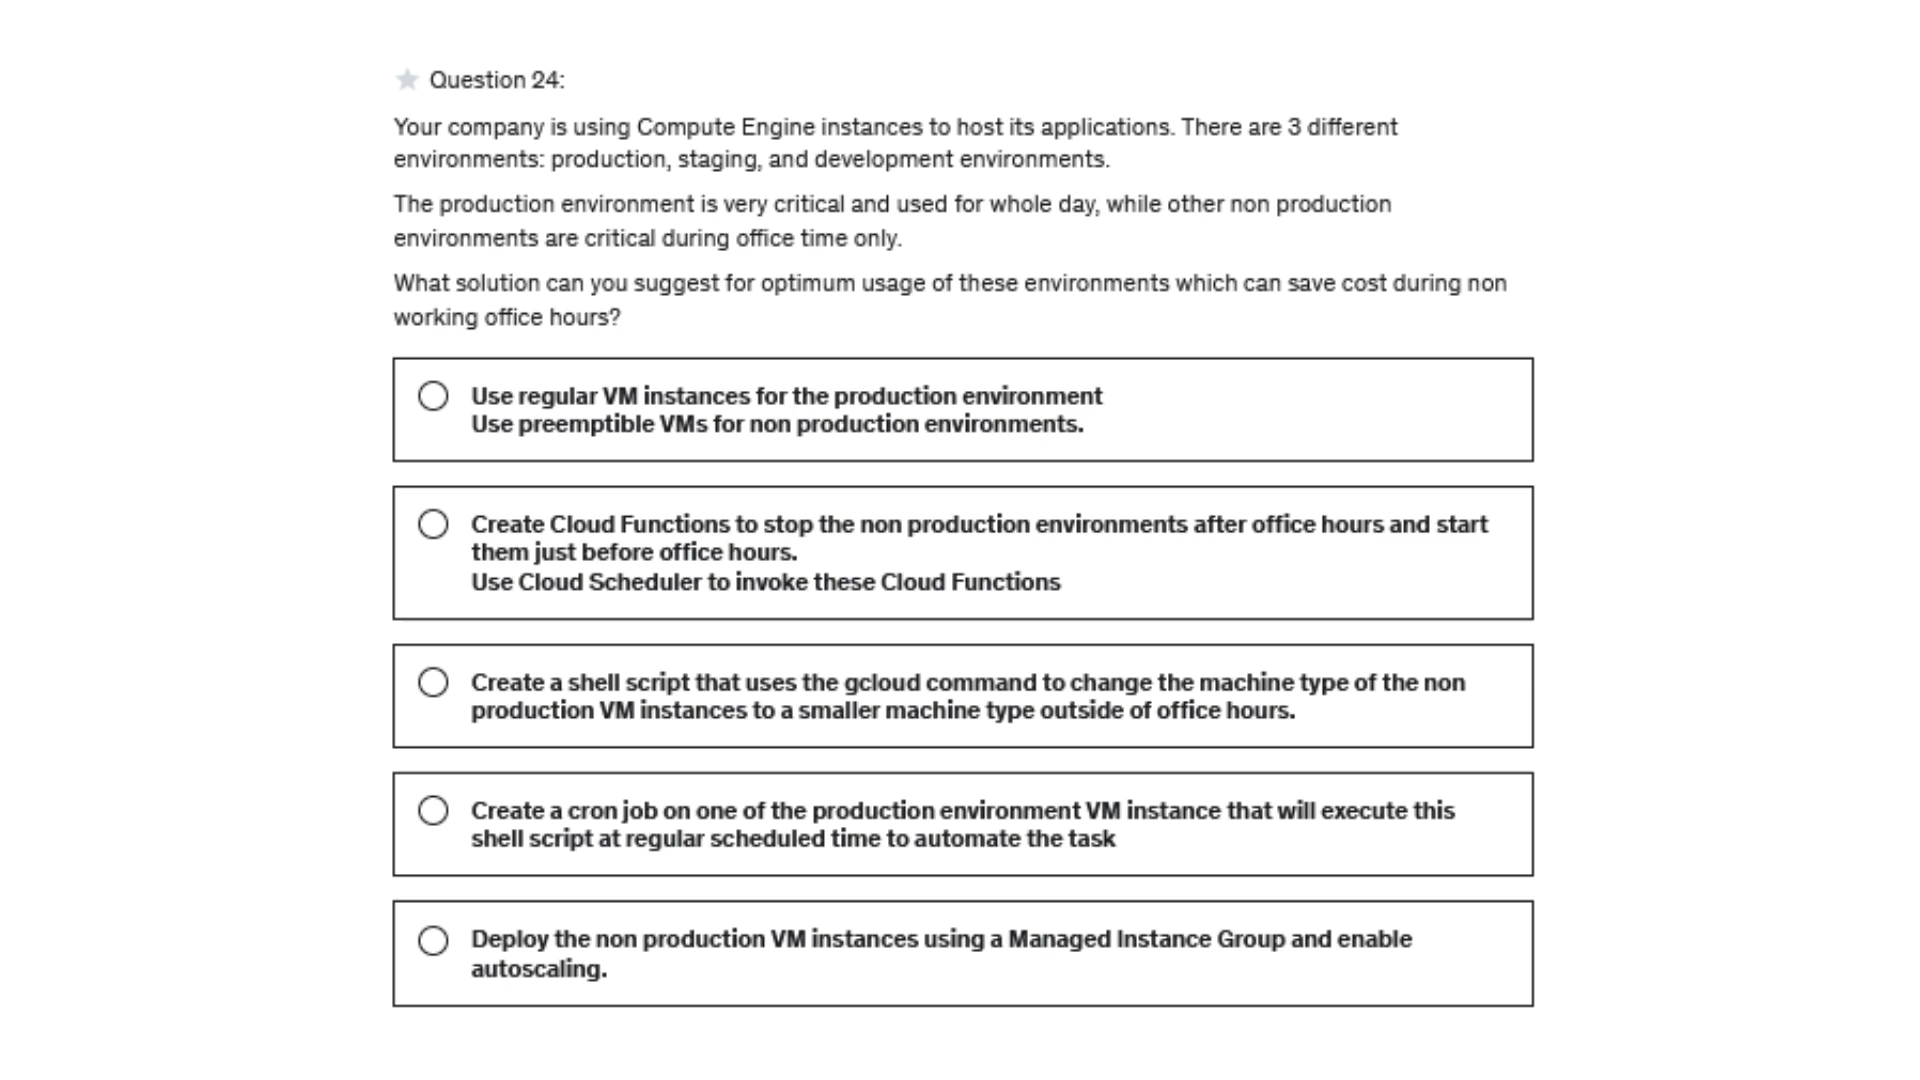 Question 24:
Your company is using Compute Engine instances to host its applications. There are 3 different
environments: production, staging, and development environments.
The production environment is very critical and used for whole day, while other non production
environments are critical during office time only.
What solution can you suggest for optimum usage of these environments which can save cost during non
working office hours?
Use regular VM instances for the production environment
Use preemptible VMs for non production environments.
Create Cloud Functions to stop the non production environments after office hours and start
them just before office hours.
Use Cloud Scheduler to invoke these Cloud Functions
Create a shell script that uses the gcloud command to change the machine type of the non
production VM instances to a smaller machine type outside of office hours.
Create a cron job on one of the production environment VM instance that will execute this
shell script at regular scheduled time to automate the task
Deploy the non production VM instances using a Managed Instance Group and enable
autoscaling.